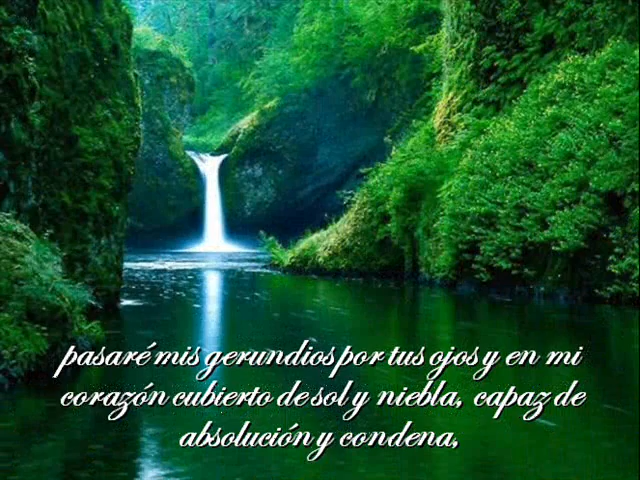 pasaré mis gerundios por tus ojos y en mi
corazón cubierto de sol y niebla, capaz de
absolución y condena,